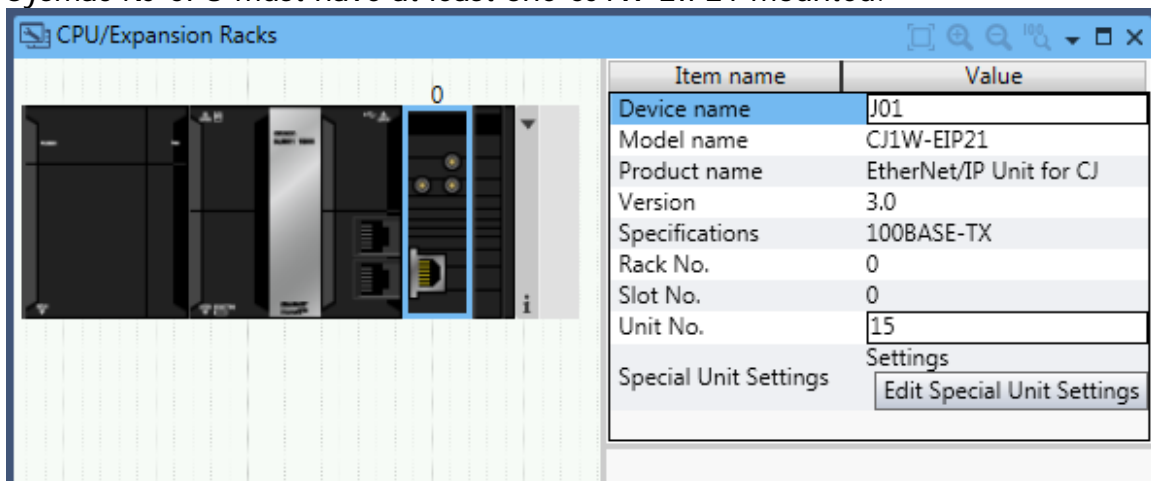 CPU/Expansion Racks
0
Item name Value
Device name J01
Model name CJ1W-EIP21
Product name EtherNet/IP Unit for CJ
Version 3.0
Specifications 100BASE-TX
Rack No. 0
Slot No. 0
Unit No. 15
Special Unit Settings Settings
Edit Special Unit Settings